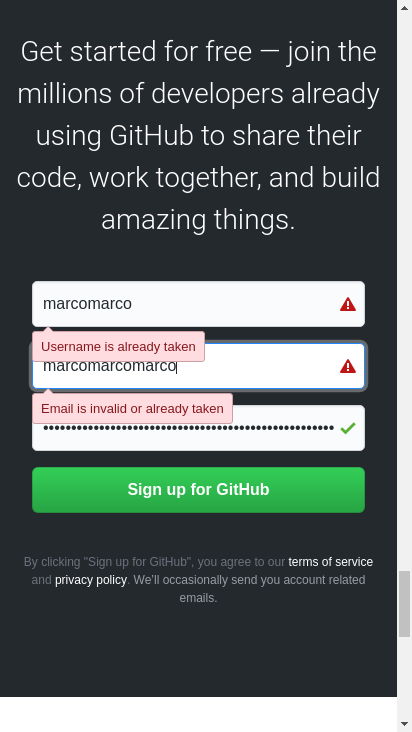 Get started for free — join the
millions of developers already
using GitHub to share their
code, work together, and build
amazing things.
marcomarco
Username is already taken
marcomarcomarco
Email is invalid or already taken
Sign up for GitHub
By clicking "Sign up for GitHub", you agree to our terms of service
and privacy policy. We’ll occasionally send you account related
emails.